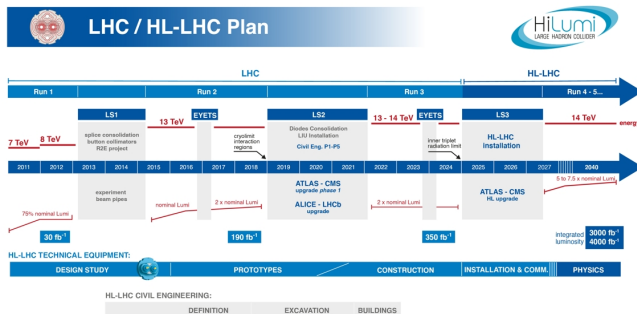 LHC / HL-LHC Plan
HiLumi
LARGE HADRON COLLIDER
LHC
HL-LHC
Run 1
Run 2
Run 3
Run 4 - 5...
LS1
EYETS
LS2
EYETS
LS3
7 TeV
8 TeV
13 TeV
13 - 14 TeV
14 TeV
energy
splice consolidation
button collimators
R2E project
cryolimit
interaction
regions
Diodes Consolidation
LIU Installation
Civil Eng. P1-P5
inner triplet
radiation limit
HL-LHC
installation
2011
2012
2013
2014
2015
2016
2017
2018
2019
2020
2021
2022
2023
2024
2025
2026
2027
2040
75% nominal Lumi
experiment
beam pipes
nominal Lumi
2 x nominal Lumi
ATLAS - CMS
upgrade phase 1
ALICE - LHCb
upgrade
2 x nominal Lumi
ATLAS - CMS
HL upgrade
5 to 7.5 x nominal Lumi
30 fb⁻¹
190 fb⁻¹
350 fb⁻¹
integrated
luminosity
3000 fb⁻¹
4000 fb⁻¹
HL-LHC TECHNICAL EQUIPMENT:
DESIGN STUDY
PROTOTYPES
CONSTRUCTION
INSTALLATION & COMM.
PHYSICS
HL-LHC CIVIL ENGINEERING:
DEFINITION
EXCAVATION
BUILDINGS